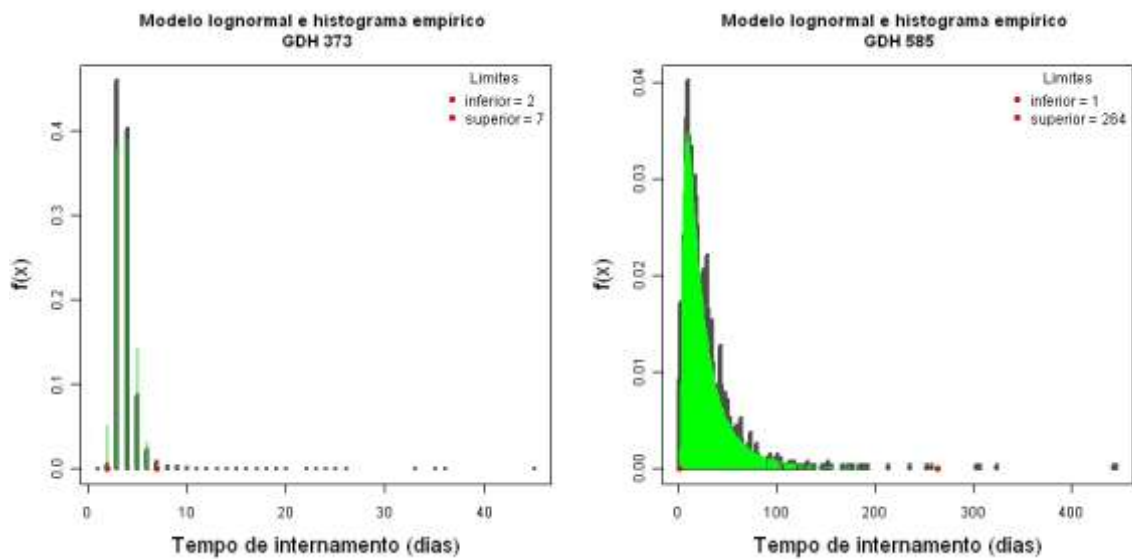 Modelo lognormal e histograma empírico
GDH 373
Limites
inferior = 2
superior = 7
f(x)
0.4
0.3
0.2
0.1
0.0
0 10 20 30 40
Tempo de internamento (dias)
Modelo lognormal e histograma empírico
GDH 585
Limites
inferior = 1
superior = 264
f(x)
0.04
0.03
0.02
0.01
0.00
0 100 200 300 400
Tempo de internamento (dias)